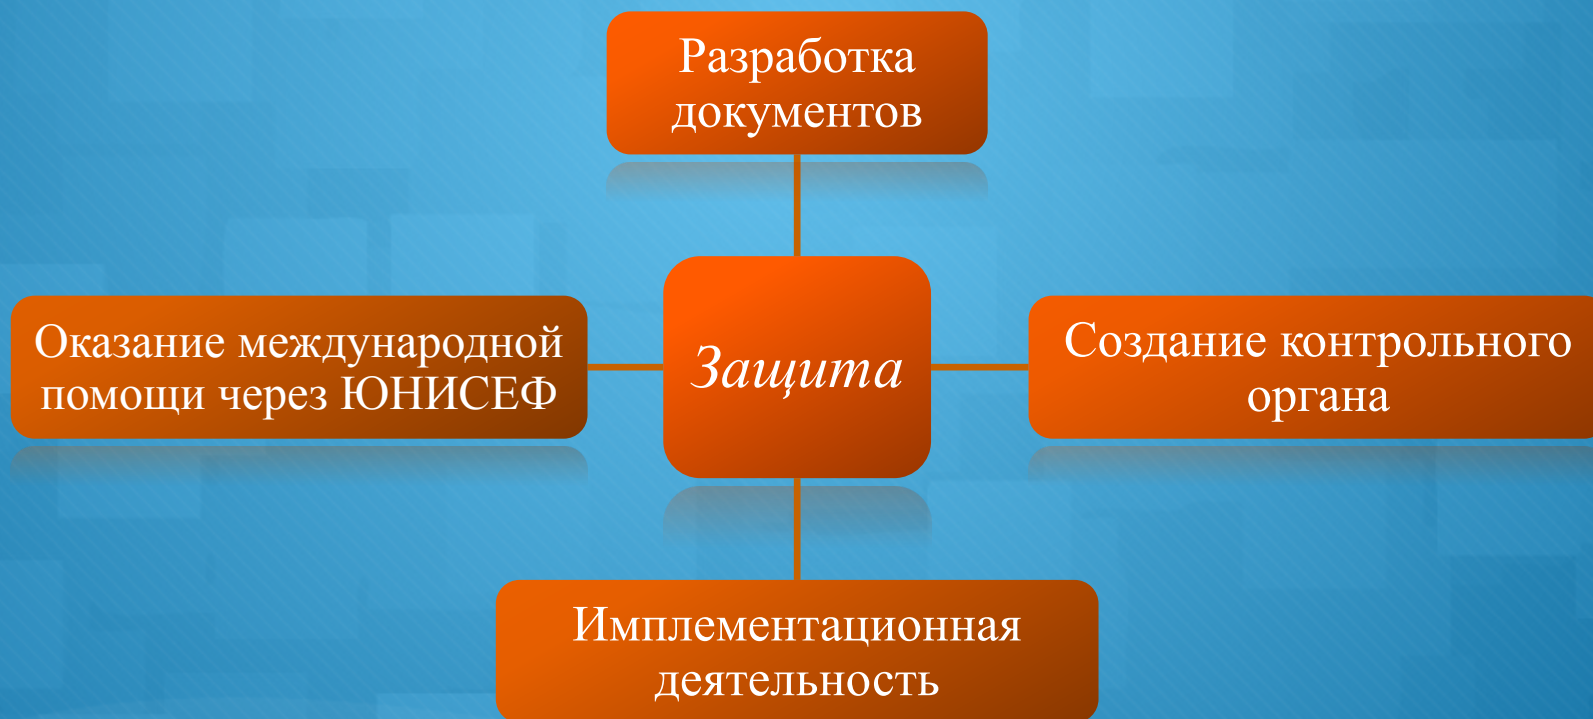 Разработка
документов
Оказание международной
помощи через ЮНИСЕФ
Защита
Создание контрольного
органа
Имплементационная
деятельность